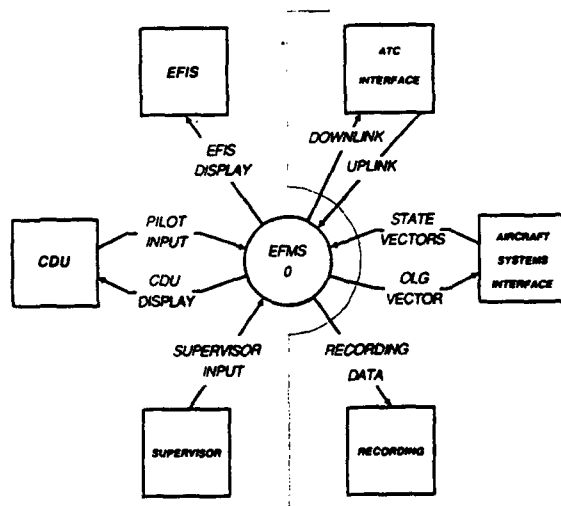 EFIS
ATC
INTERFACE
EFIS
DISPLAY
DOWNLINK
UPLINK
PILOT
INPUT
CDU
CDU
DISPLAY
EFMS
0
STATE
VECTORS
OLG
VECTOR
AIRCRAFT
SYSTEMS
INTERFACE
SUPERVISOR
INPUT
RECORDING
DATA
SUPERVISOR
RECORDING